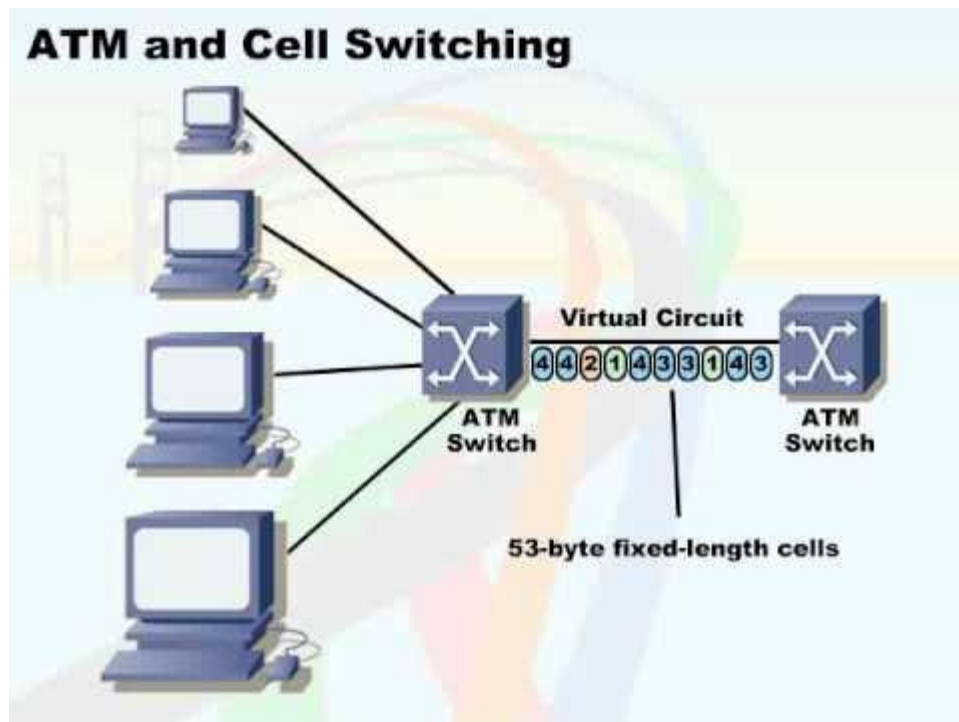 ATM and Cell Switching
Virtual Circuit
4 4 2 1 4 3 3 1 4 3
ATM
Switch
ATM
Switch
53-byte fixed-length cells